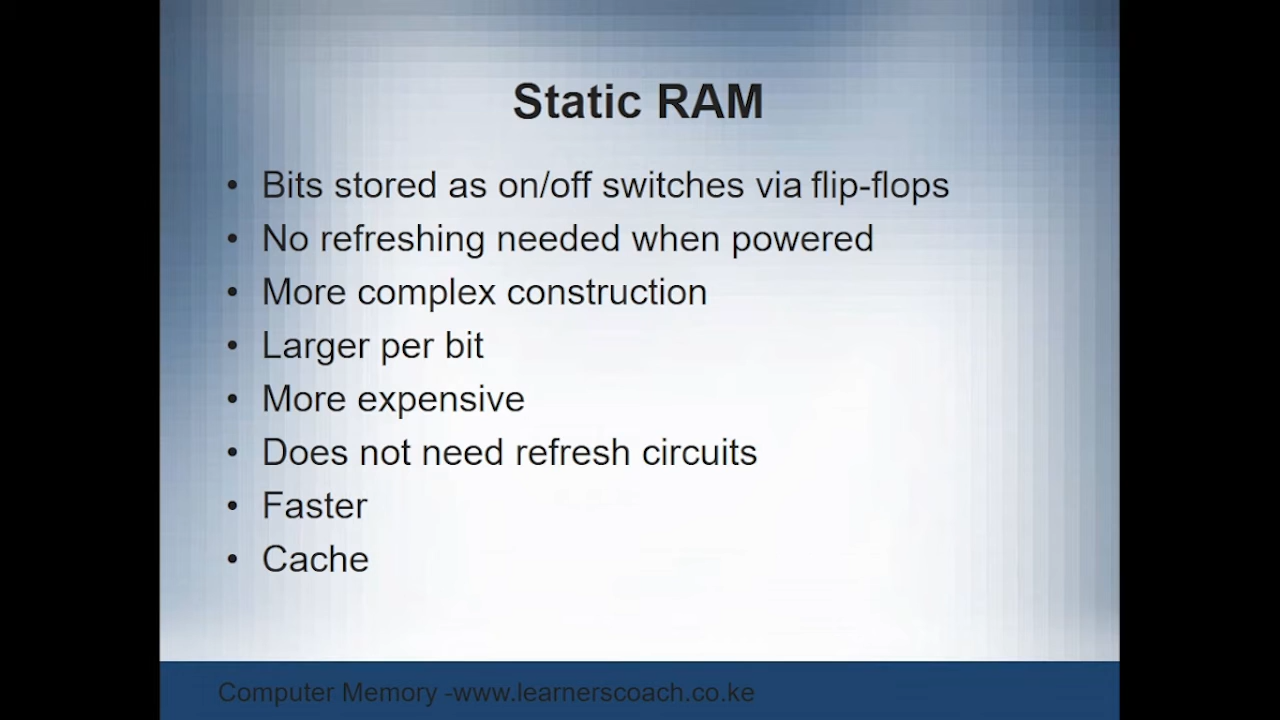 Static RAM
• Bits stored as on/off switches via flip-flops
• No refreshing needed when powered
• More complex construction
• Larger per bit
• More expensive
• Does not need refresh circuits
• Faster
• Cache
Computer Memory -www.learnerscoach.co.ke